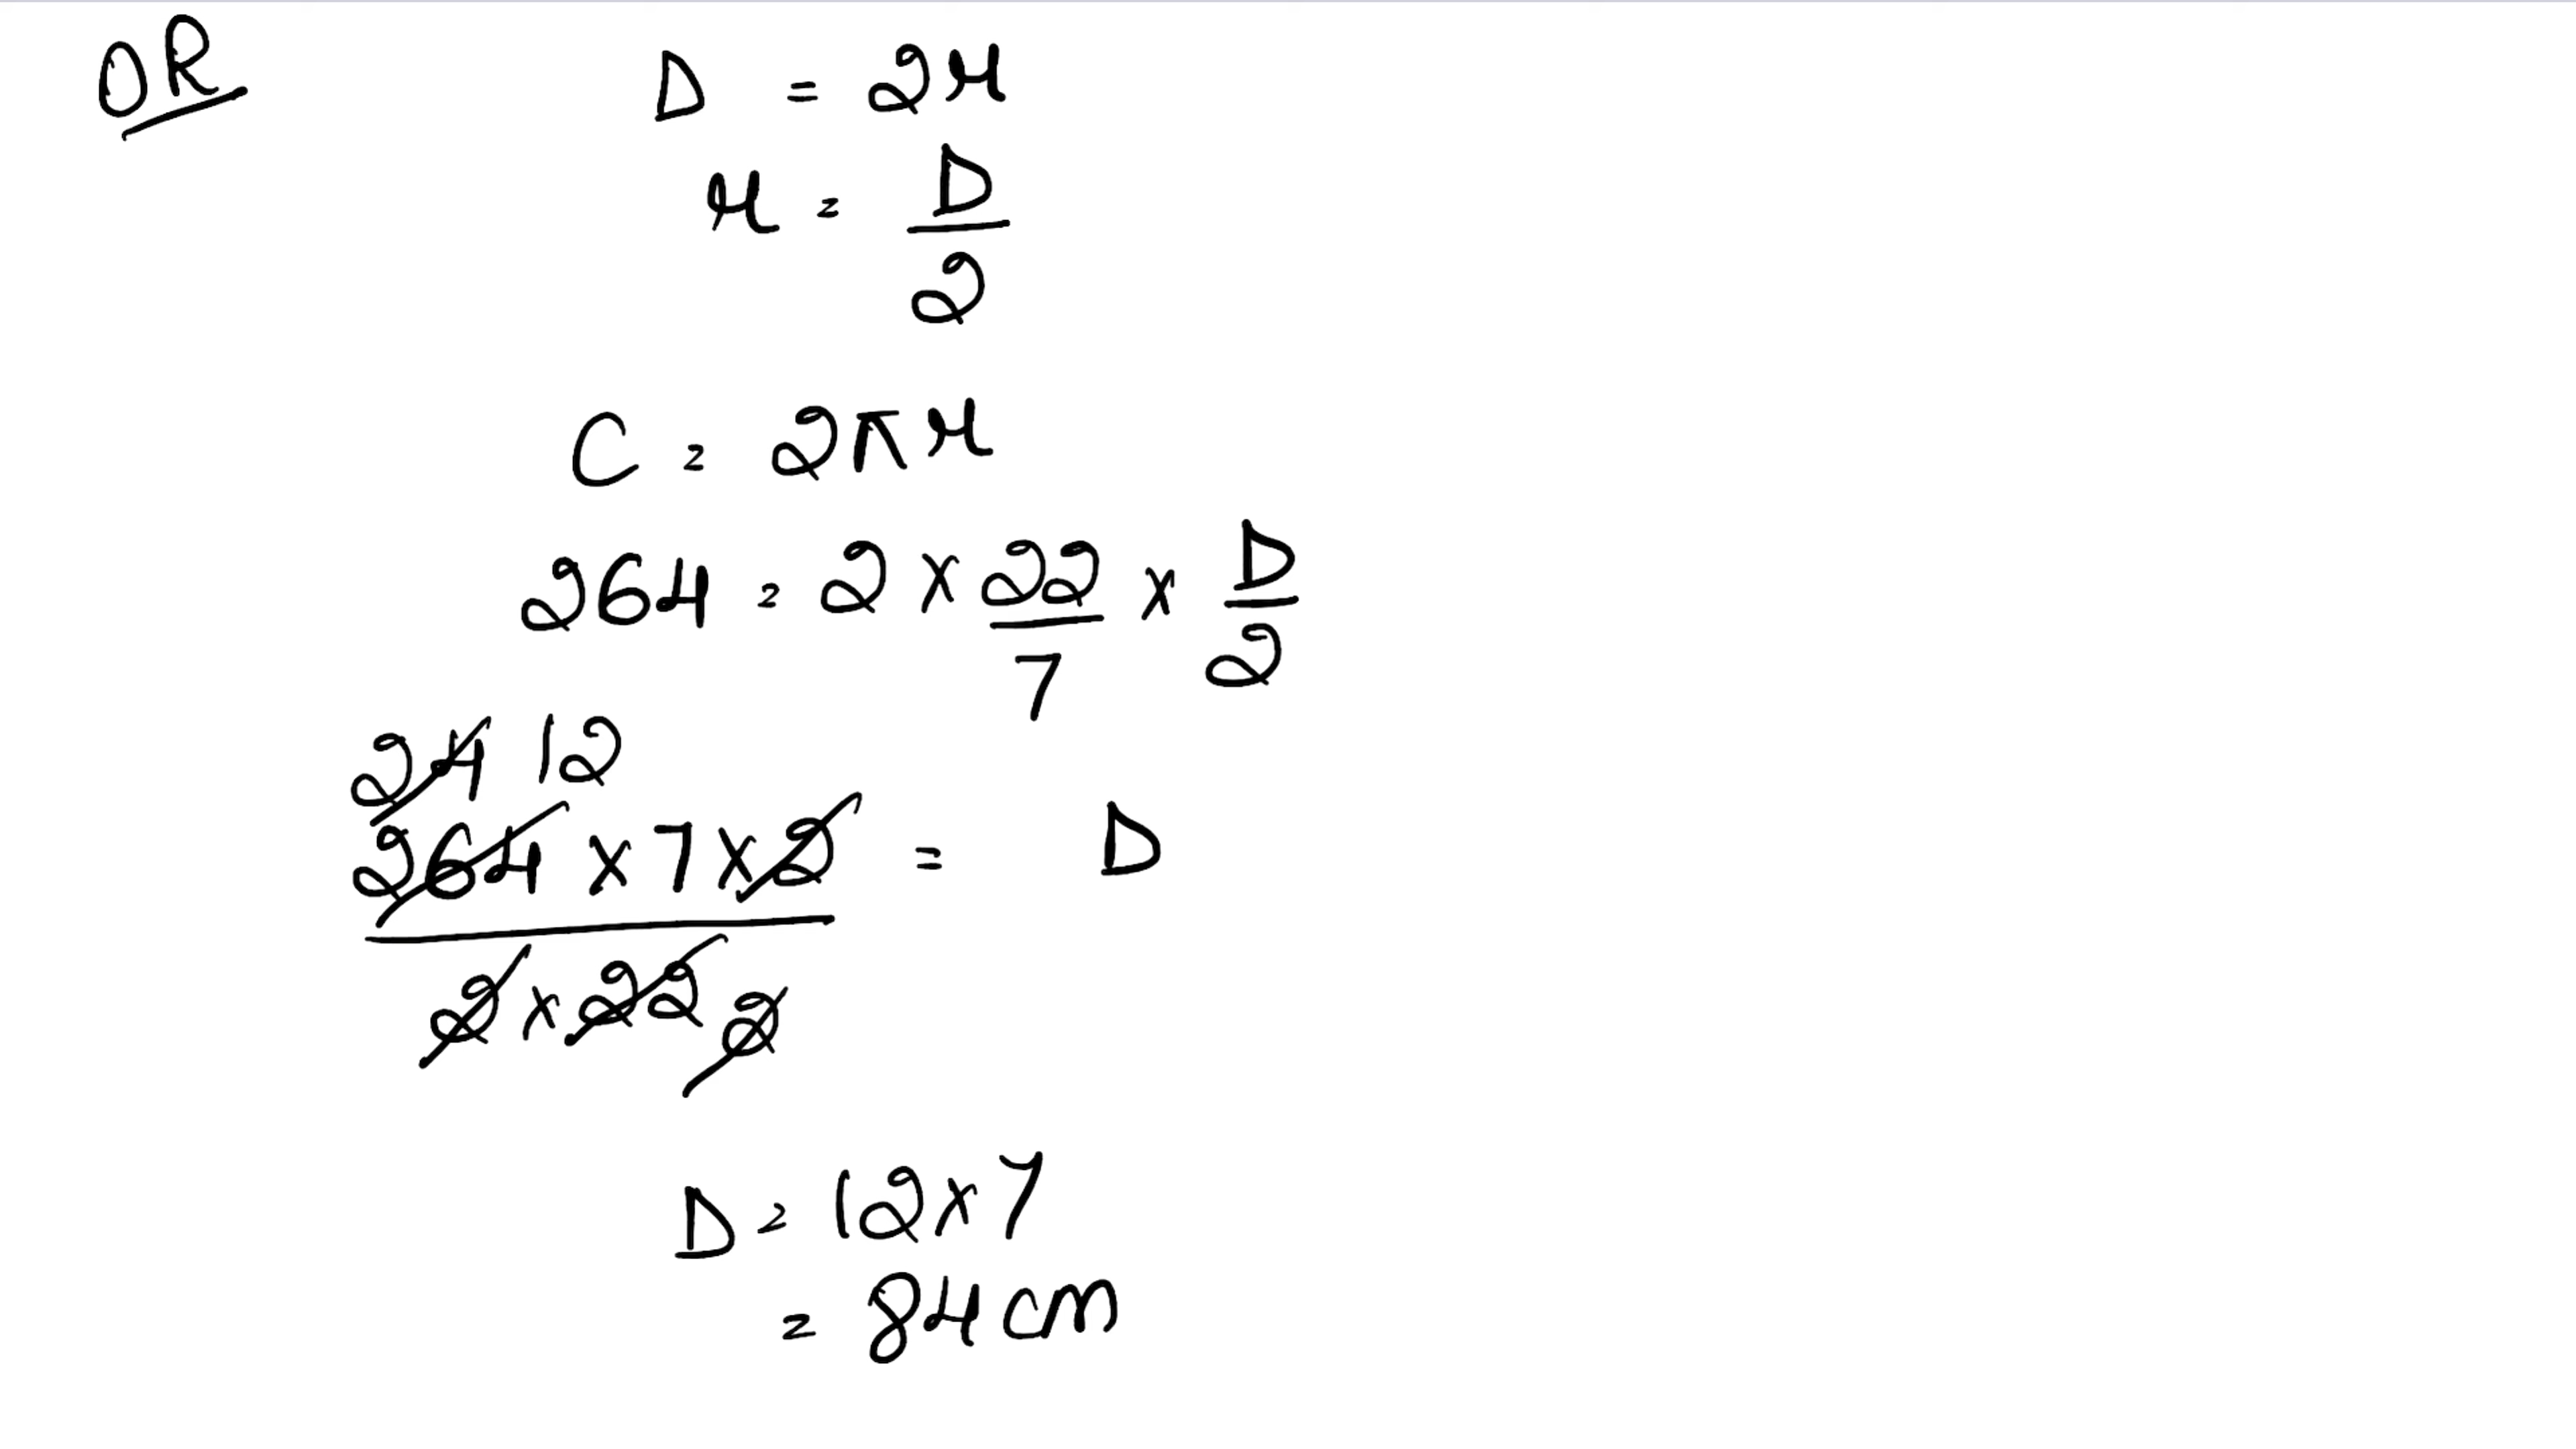 OR
D = 2r
r = D/2
C = 2πr
264 = 2 × 22/7 × D/2
24 12
264 × 7 × 2 = D
2 × 22 2
D = 12 × 7
= 84 cm